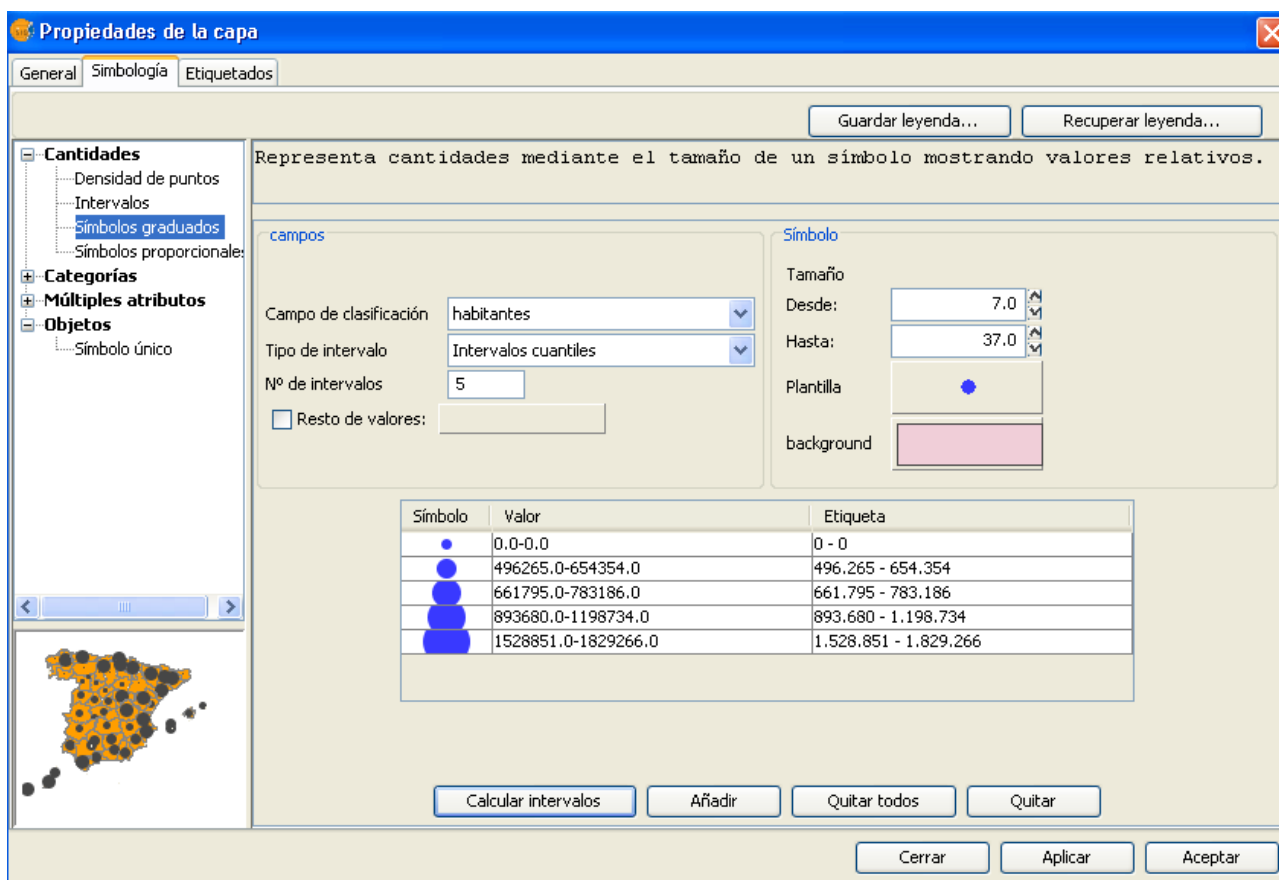 Propiedades de la capa
General Simbología Etiquetados
Guardar leyenda... Recuperar leyenda...
Cantidades
Densidad de puntos
Intervalos
Símbolos graduados
Símbolos proporcionale
Categorías
Múltiples atributos
Objetos
Símbolo único
Representa cantidades mediante el tamaño de un símbolo mostrando valores relativos.
campos
Campo de clasificación habitantes
Tipo de intervalo Intervalos cuantiles
Nº de intervalos 5
Resto de valores:
Símbolo
Tamaño
Desde: 7.0
Hasta: 37.0
Plantilla
background
Símbolo Valor Etiqueta
0.0-0.0 0 - 0
496265.0-654354.0 496.265 - 654.354
661795.0-783186.0 661.795 - 783.186
893680.0-1198734.0 893.680 - 1.198.734
1528851.0-1829266.0 1.528.851 - 1.829.266
Calcular intervalos Añadir Quitar todos Quitar
Cerrar Aplicar Aceptar